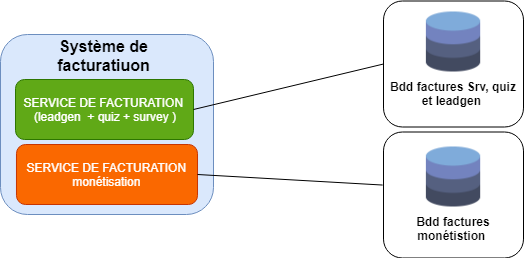 Système de
facturatiuon
SERVICE DE FACTURATION
(leadgen + quiz + survey )
SERVICE DE FACTURATION
monétisation
Bdd factures Srv, quiz
et leadgen
Bdd factures
monétistion